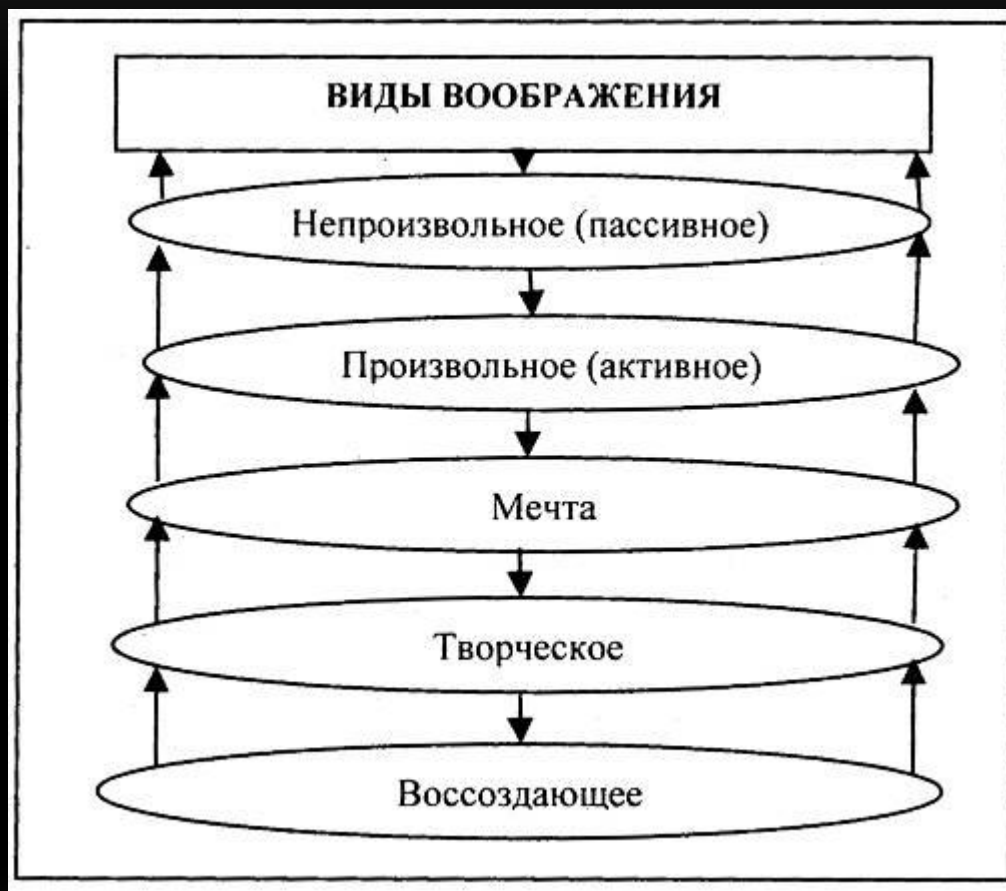 ВИДЫ ВООБРАЖЕНИЯ
Непроизвольное (пассивное)
Произвольное (активное)
Мечта
Творческое
Воссоздающее